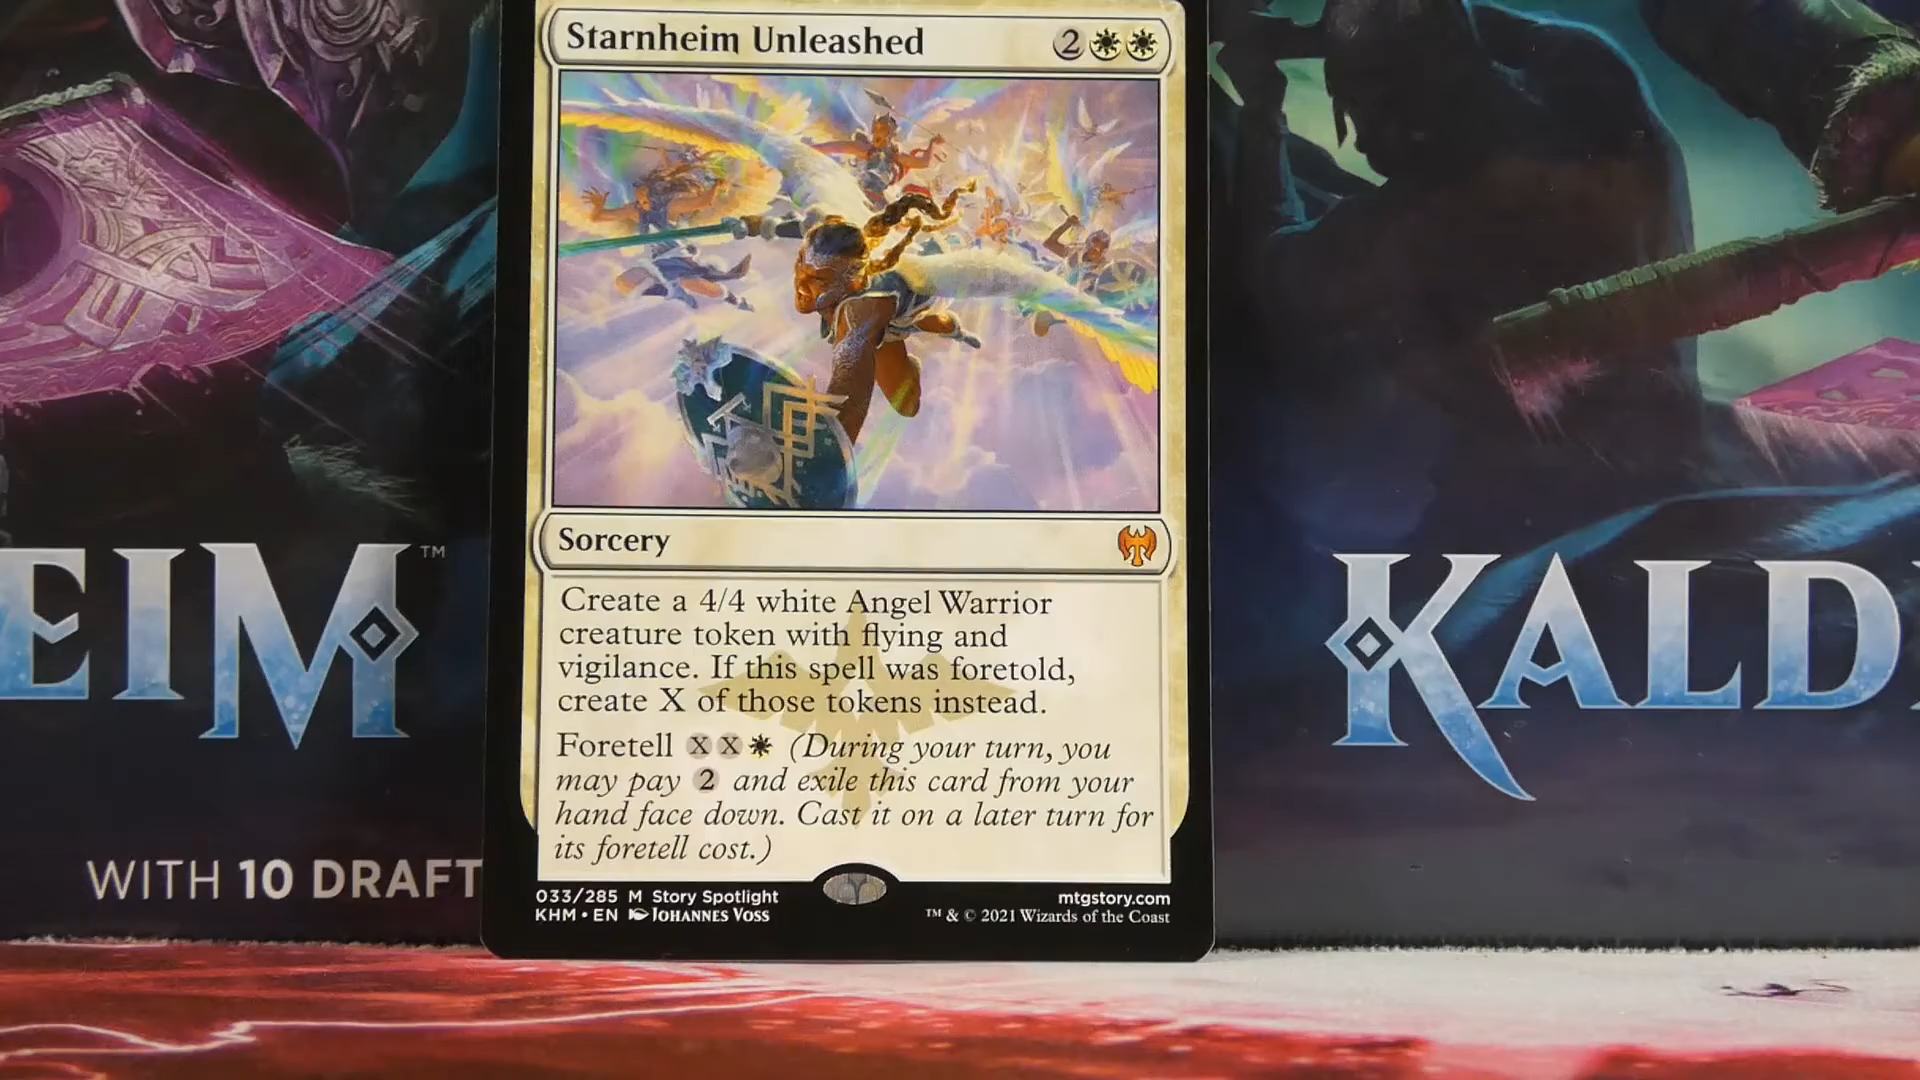 Starnheim Unleashed 2
Sorcery
Create a 4/4 white Angel Warrior
creature token with flying and
vigilance. If this spell was foretold,
create X of those tokens instead.
Foretell X X (During your turn, you
may pay 2 and exile this card from your
hand face down. Cast it on a later turn for
its foretell cost.)
033/285 M Story Spotlight
KHM • EN JOHANNES VOSS
mtgstory.com
™ & © 2021 Wizards of the Coast
EIM™
WITH 10 DRAFT
KALD